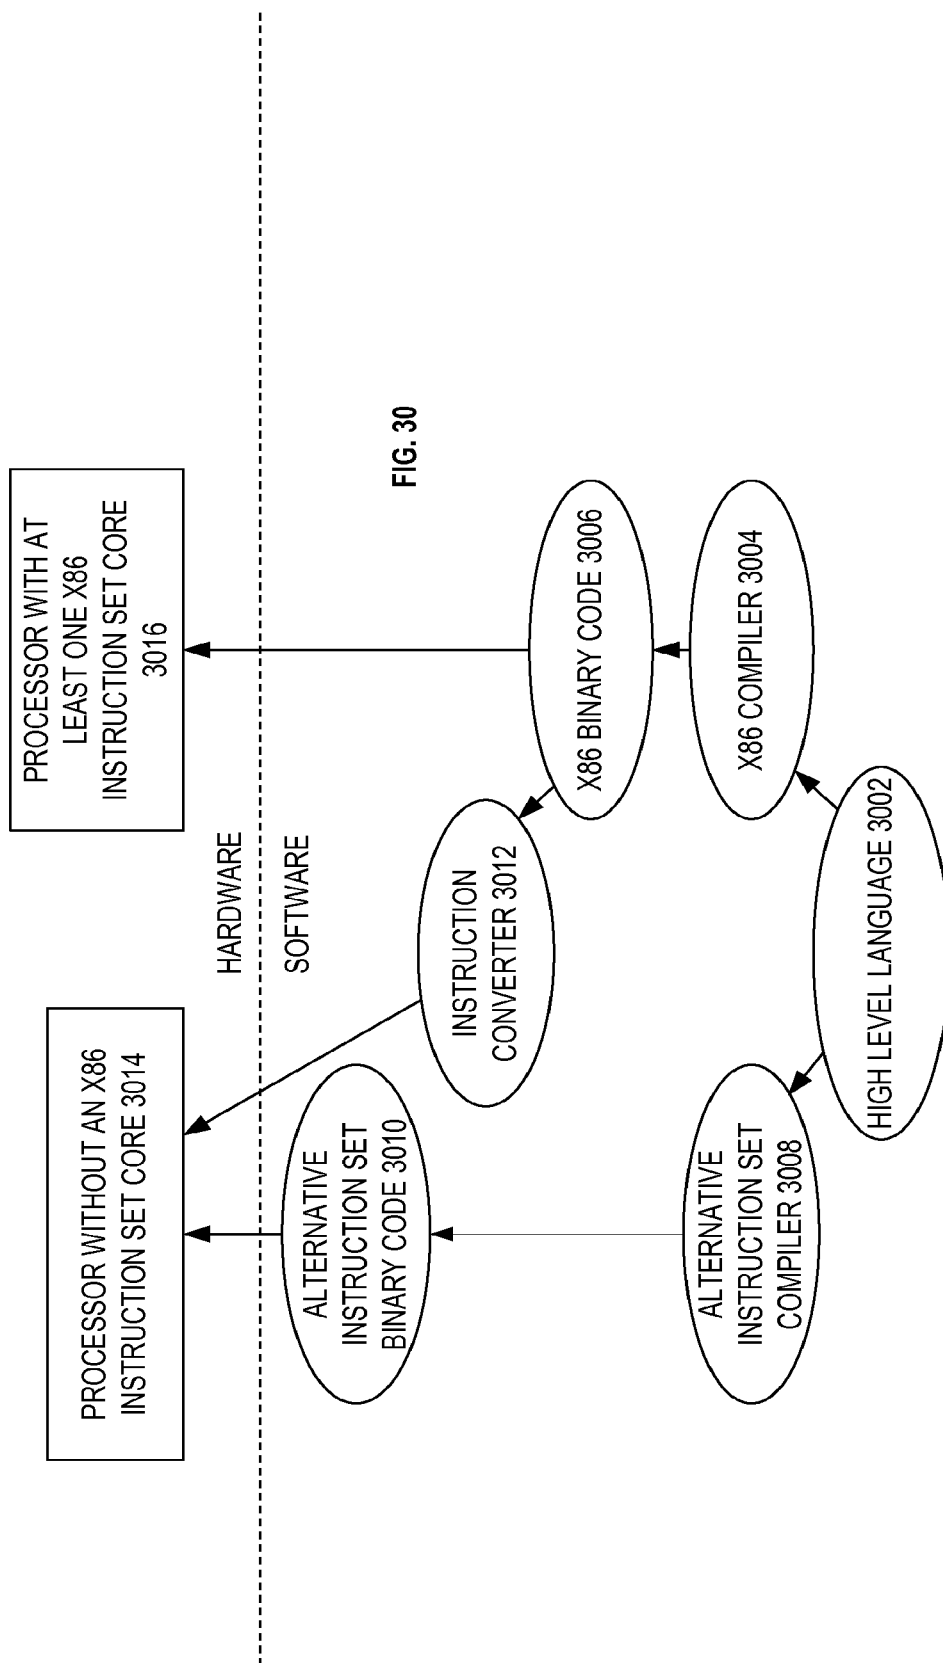 PROCESSOR WITHOUT AN X86
INSTRUCTION SET CORE 3014
PROCESSOR WITH AT
LEAST ONE X86
INSTRUCTION SET CORE
3016
HARDWARE
SOFTWARE
ALTERNATIVE
INSTRUCTION SET
BINARY CODE 3010
INSTRUCTION
CONVERTER 3012
FIG. 30
X86 BINARY CODE 3006
ALTERNATIVE
INSTRUCTION SET
COMPILER 3008
X86 COMPILER 3004
HIGH LEVEL LANGUAGE 3002